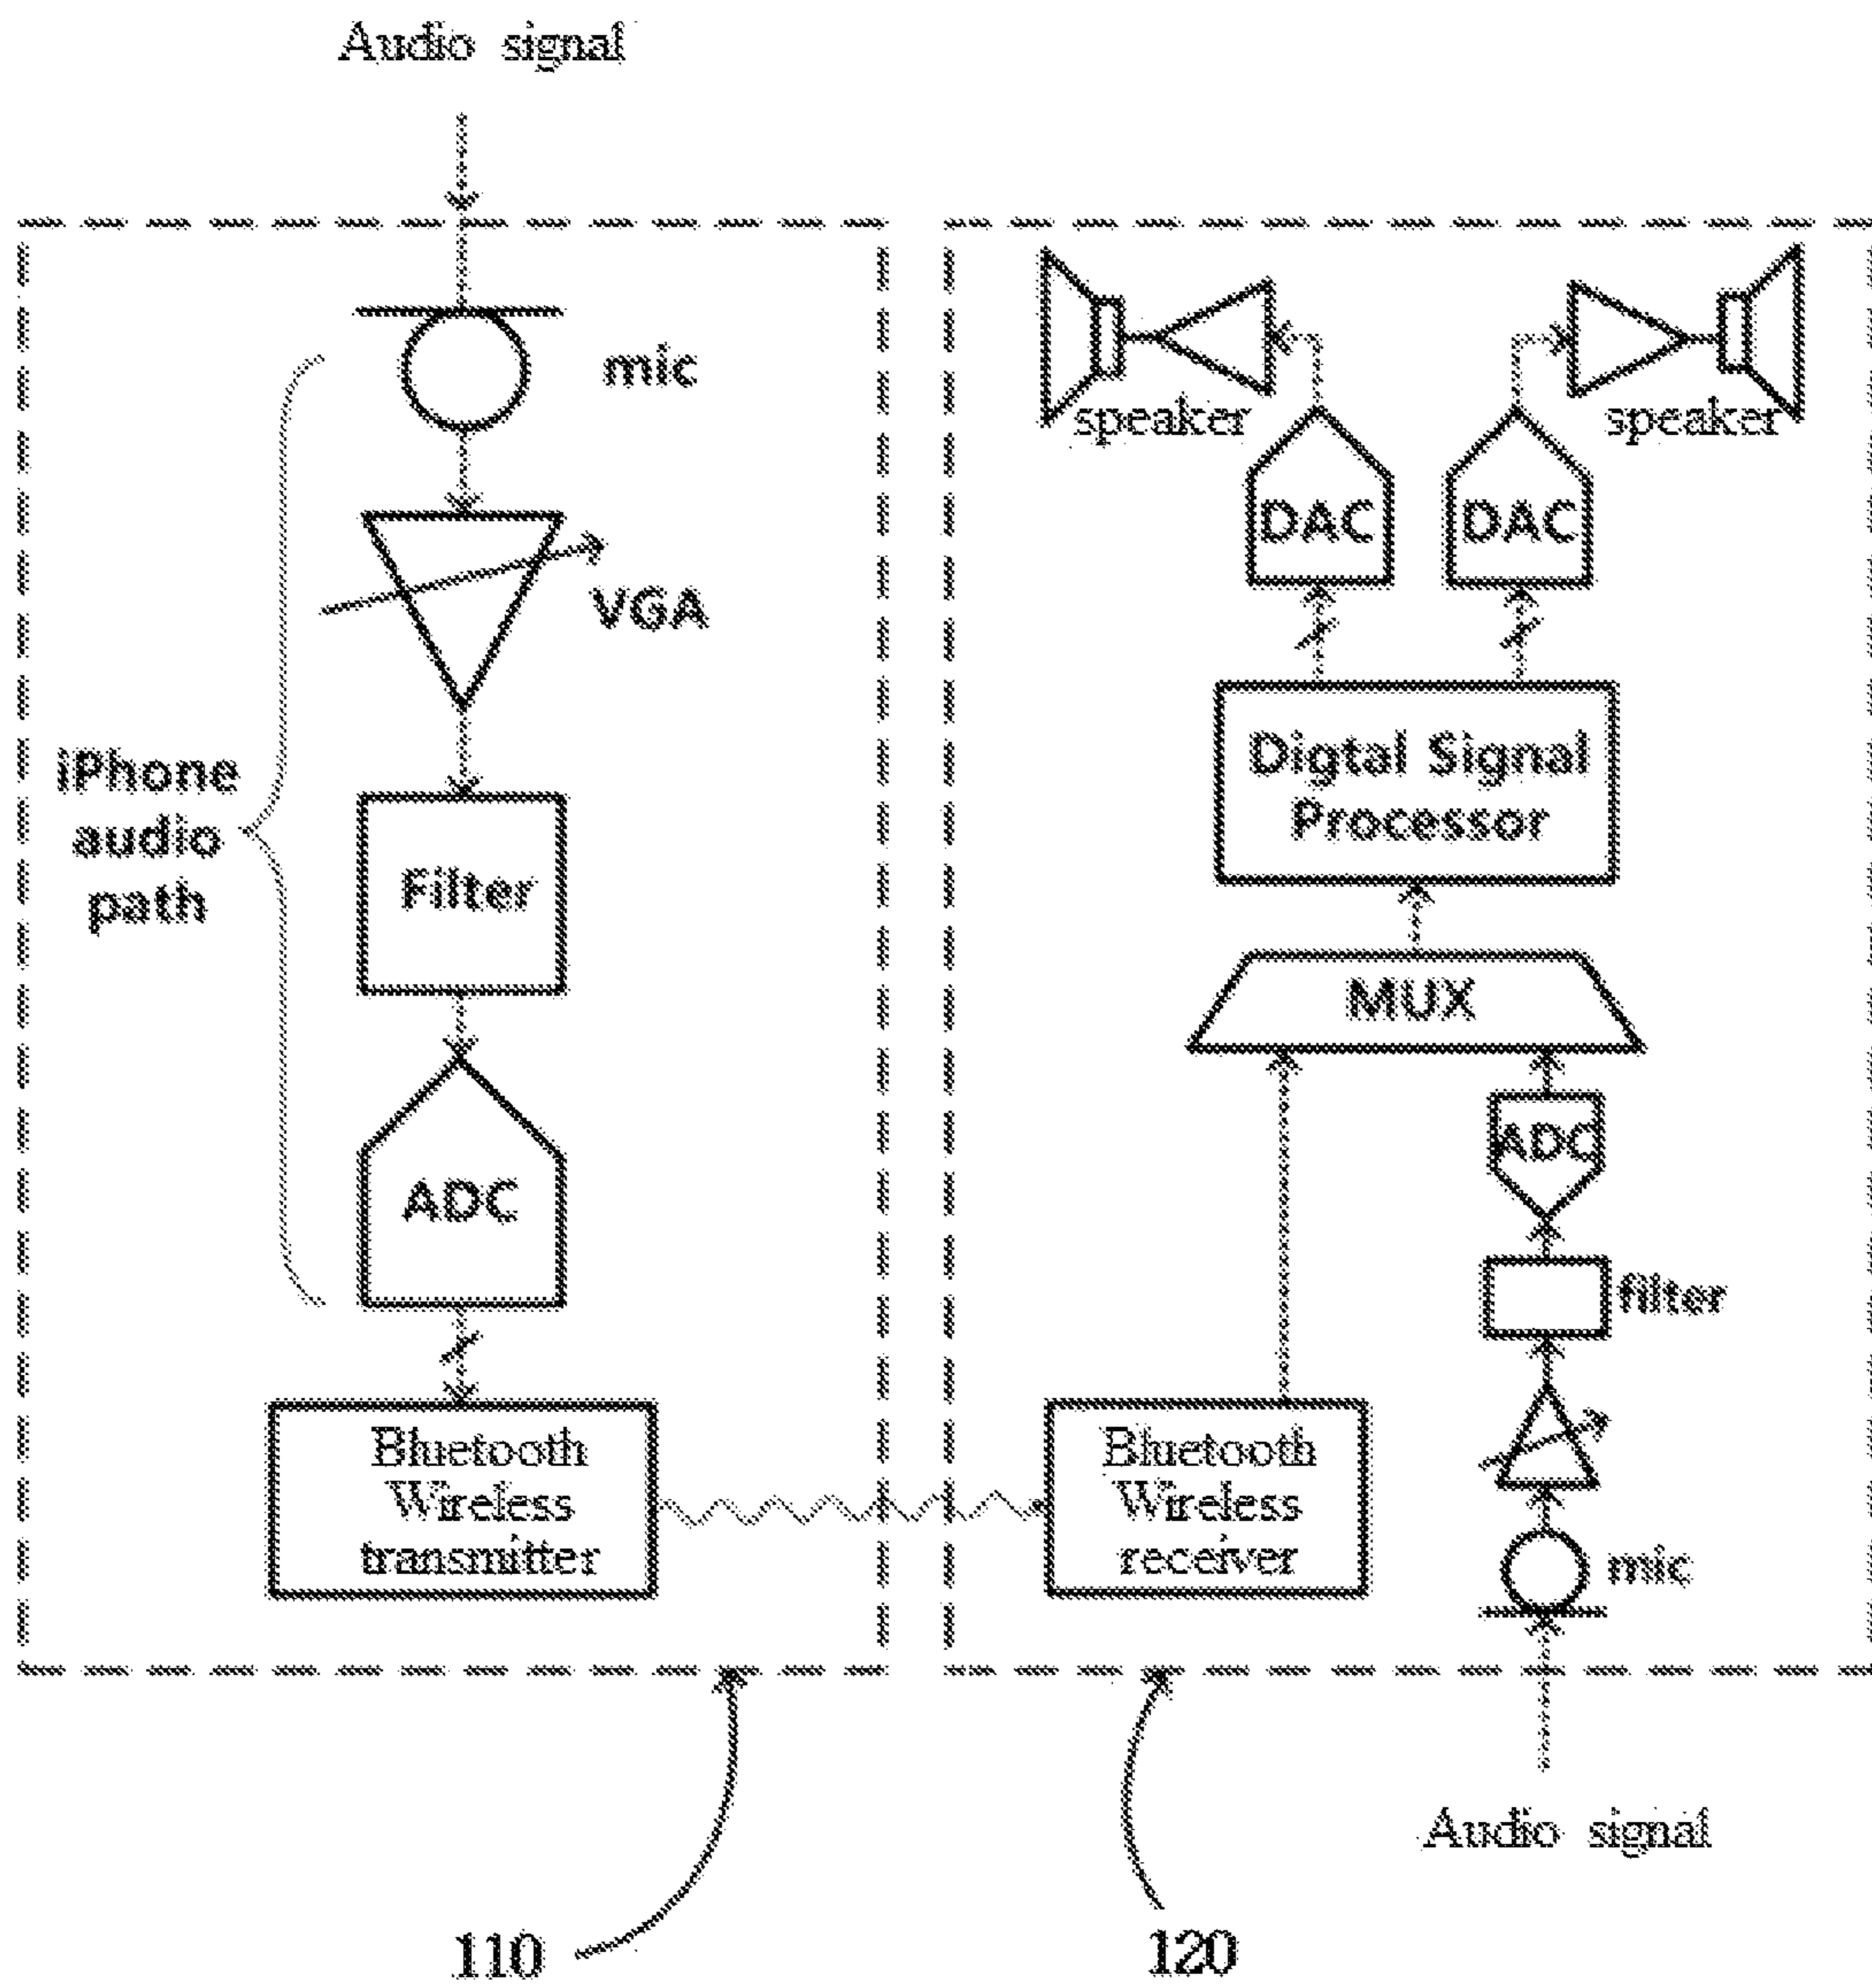 Audio signal
mic
VGA
iPhone
audio
path
Filter
ADC
Bluetooth
Wireless
transmitter
speaker
speaker
DAC
DAC
Digtal Signal
Processor
MUX
ADC
filter
Bluetooth
Wireless
receiver
mic
Audio signal
110
120